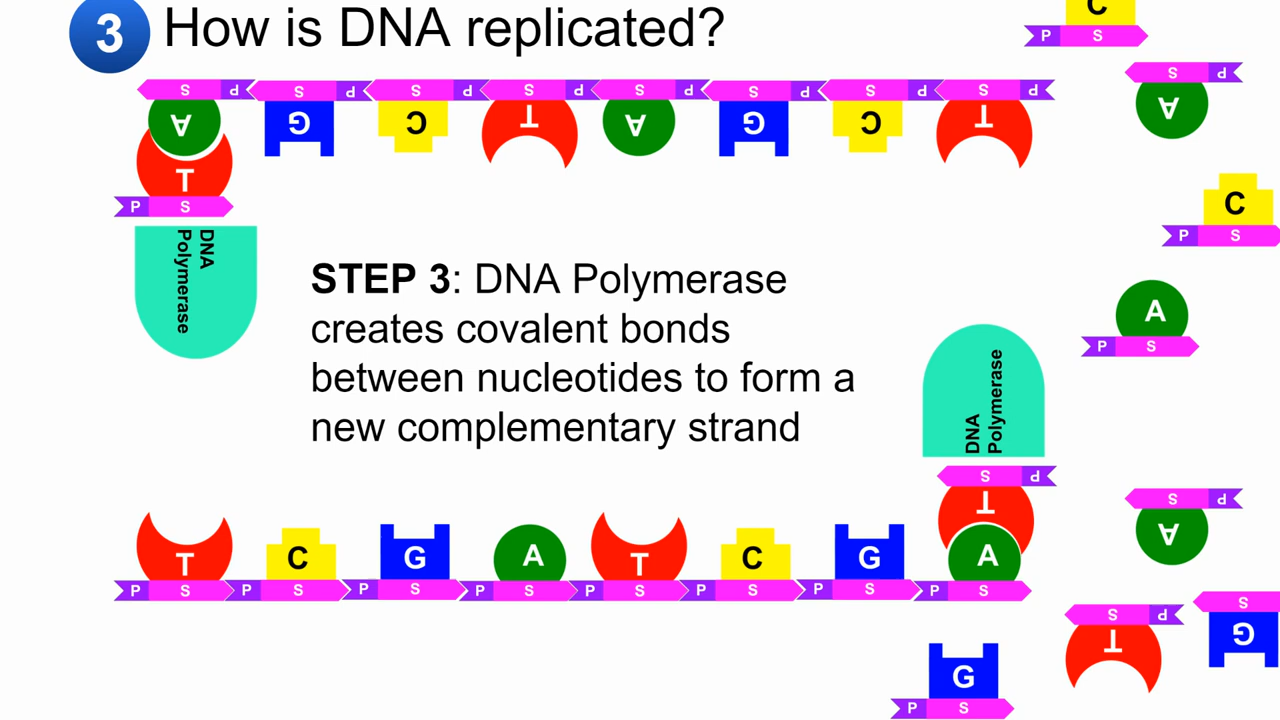 3 How is DNA replicated?
C
P S
S P
A
S P S P S P S P S P S P S P S P
A G C T A G C T
T
P S
C
P S
DNA
Polymerase
STEP 3: DNA Polymerase
creates covalent bonds
between nucleotides to form a
new complementary strand
A
P S
DNA
Polymerase
S P
T
S P
A
T C G A T C G A
P S P S P S P S P S P S P S P S
S P
T
S
G
G
P S